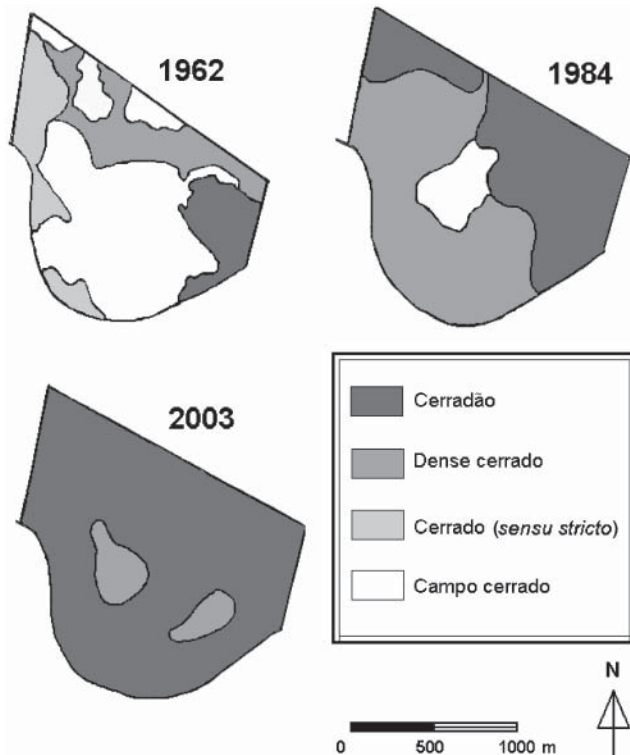 1962
1984
2003
Cerradão
Dense cerrado
Cerrado (sensu stricto)
Campo cerrado
N
0 500 1000 m